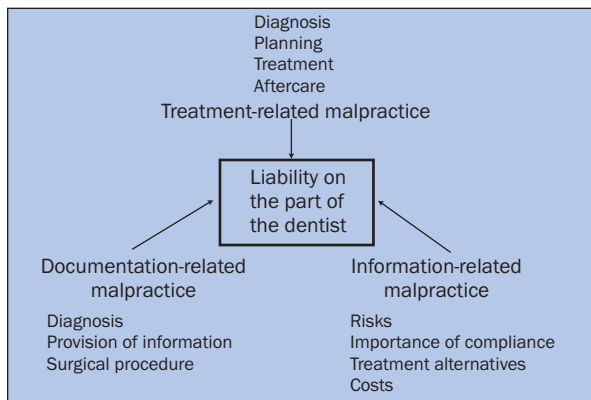 Diagnosis
Planning
Treatment
Aftercare
Treatment-related malpractice
Liability on
the part of
the dentist
Documentation-related
malpractice
Diagnosis
Provision of information
Surgical procedure
Information-related
malpractice
Risks
Importance of compliance
Treatment alternatives
Costs